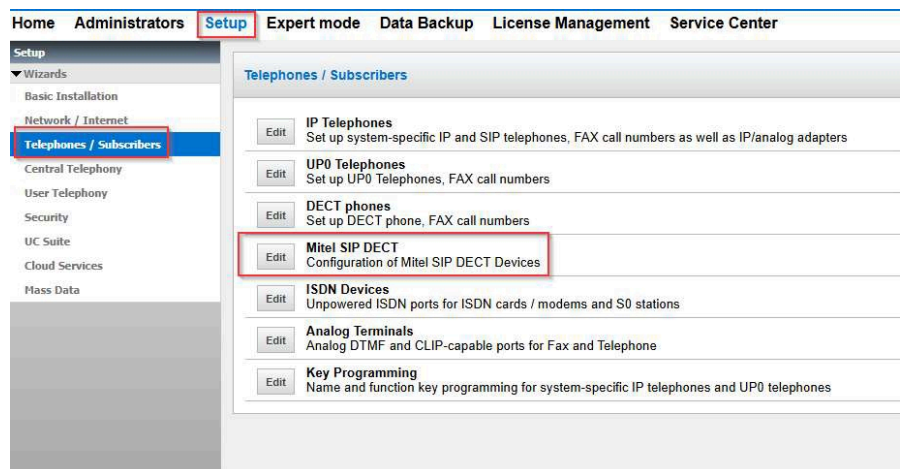 Home Administrators Setup Expert mode Data Backup License Management Service Center
Setup
Wizards
Basic Installation
Network / Internet
Telephones / Subscribers
Central Telephony
User Telephony
Security
UC Suite
Cloud Services
Mass Data
Telephones / Subscribers
Edit
IP Telephones
Set up system-specific IP and SIP telephones, FAX call numbers as well as IP/analog adapters
Edit
UP0 Telephones
Set up UP0 Telephones, FAX call numbers
Edit
DECT phones
Set up DECT phone, FAX call numbers
Edit
Mitel SIP DECT
Configuration of Mitel SIP DECT Devices
Edit
ISDN Devices
Unpowered ISDN ports for ISDN cards / modems and S0 stations
Edit
Analog Terminals
Analog DTMF and CLIP-capable ports for Fax and Telephone
Edit
Key Programming
Name and function key programming for system-specific IP telephones and UP0 telephones